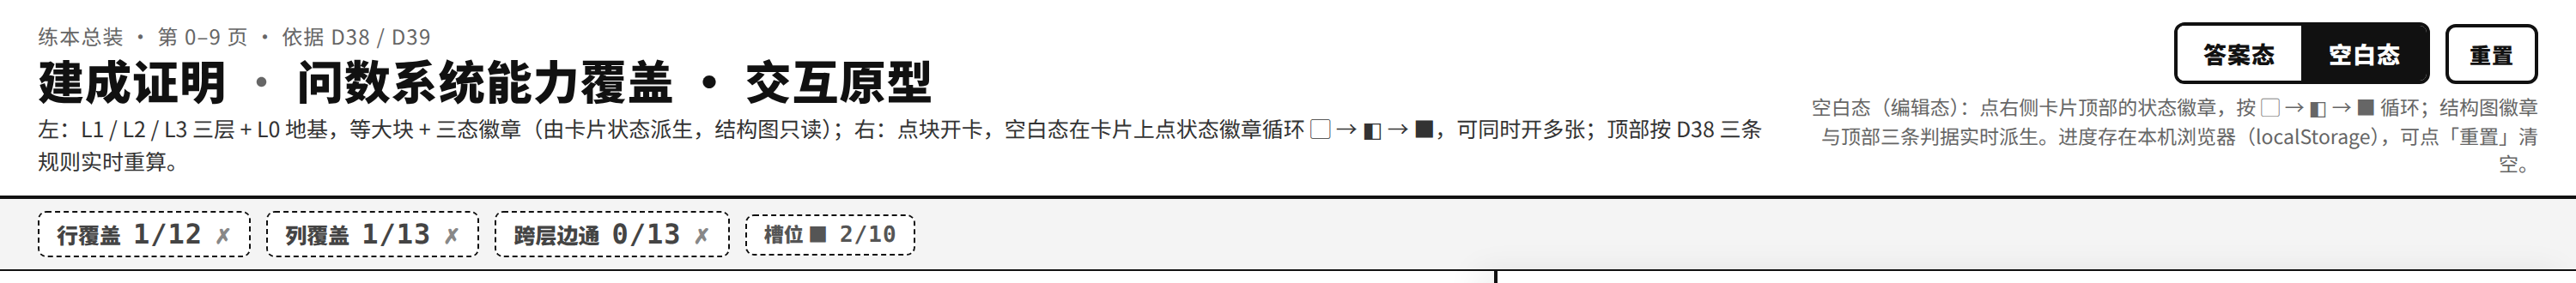 练本总装 · 第 0–9 页 · 依据 D38 / D39
建成证明 · 问数系统能力覆盖 · 交互原型
左：L1 / L2 / L3 三层 + L0 地基，等大块 + 三态徽章（由卡片状态派生，结构图只读）；右：点块开卡，空白态在卡片上点状态徽章循环 □ → ◧ → ■，可同时开多张；顶部按 D38 三条
规则实时重算。
答案态 空白态 重置
空白态（编辑态）：点右侧卡片顶部的状态徽章，按 □ → ◧ → ■ 循环；结构图徽章
与顶部三条判据实时派生。进度存在本机浏览器（localStorage），可点「重置」清
空。
行覆盖 1/12 ✗ 列覆盖 1/13 ✗ 跨层边通 0/13 ✗ 槽位 ■ 2/10